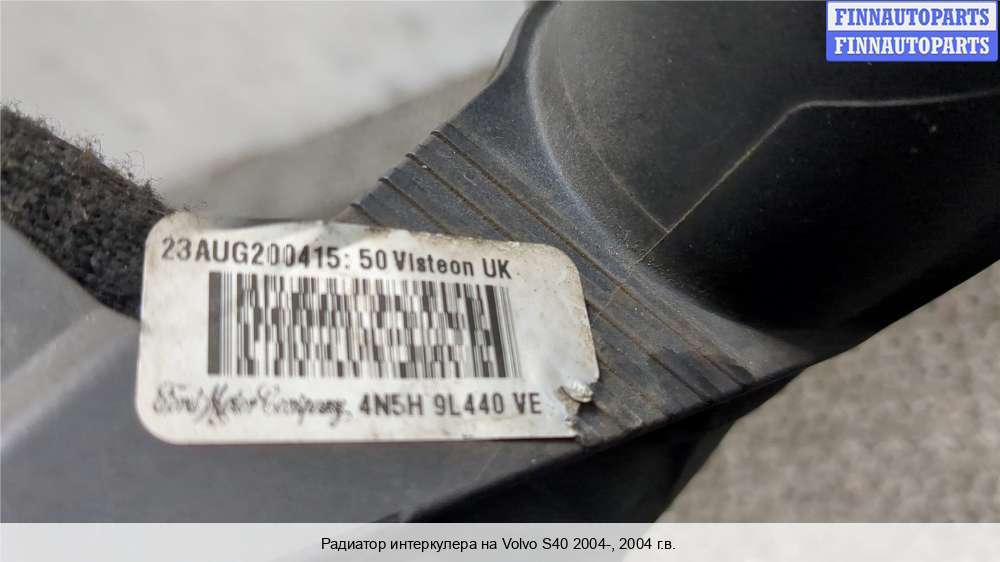 FINNAUTOPARTS
FINNAUTOPARTS
23AUG200415:50 Visteon UK
Ford Motor Company, 4N5H 9L440 VE
Радиатор интеркулера на Volvo S40 2004-, 2004 г.в.